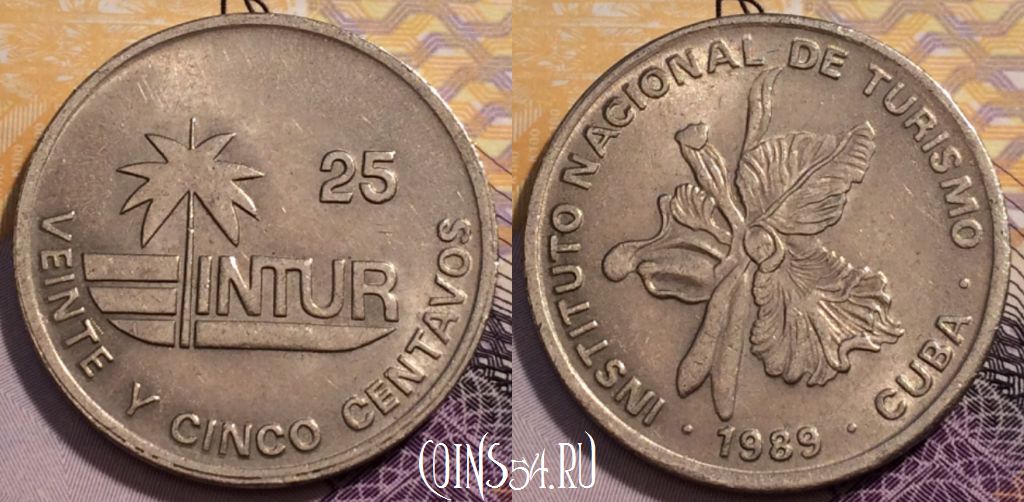 25
INTUR
VEINTE Y CINCO CENTAVOS
INSTITUTO NACIONAL DE TURISMO · CUBA · 1989 ·
COINS54.RU